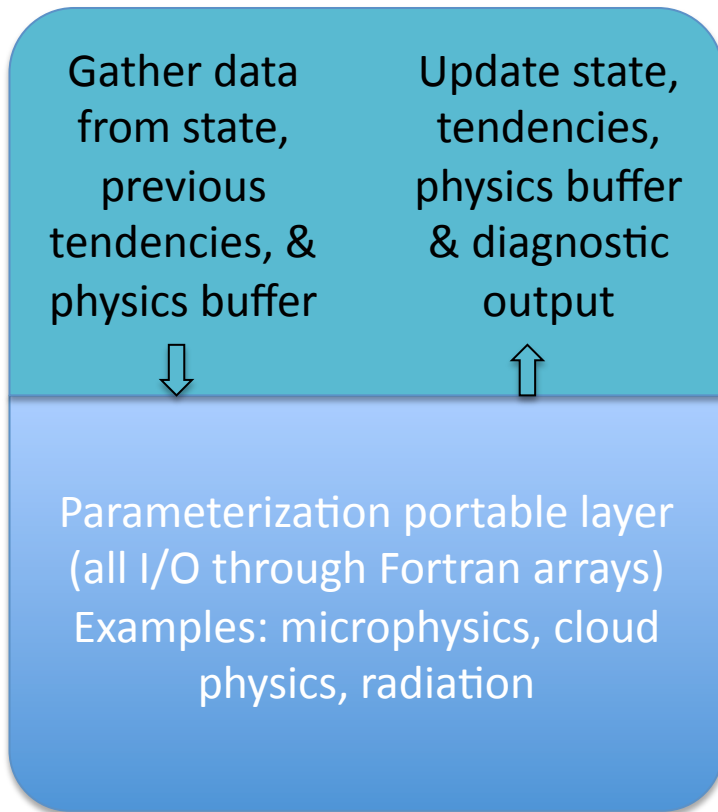 Gather data
from state,
previous
tendencies, &
physics buffer
Update state,
tendencies,
physics buffer
& diagnostic
output
Parameterization portable layer
(all I/O through Fortran arrays)
Examples: microphysics, cloud
physics, radiation